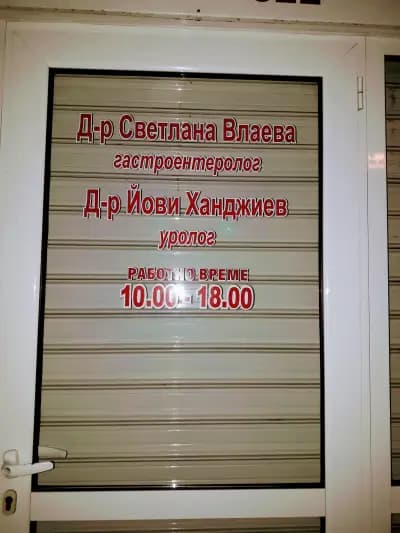 Д-р Светлана Влаева
гастроентеролог
Д-р Йови Ханджиев
уролог
РАБОТНО ВРЕМЕ
10.00 - 18.00